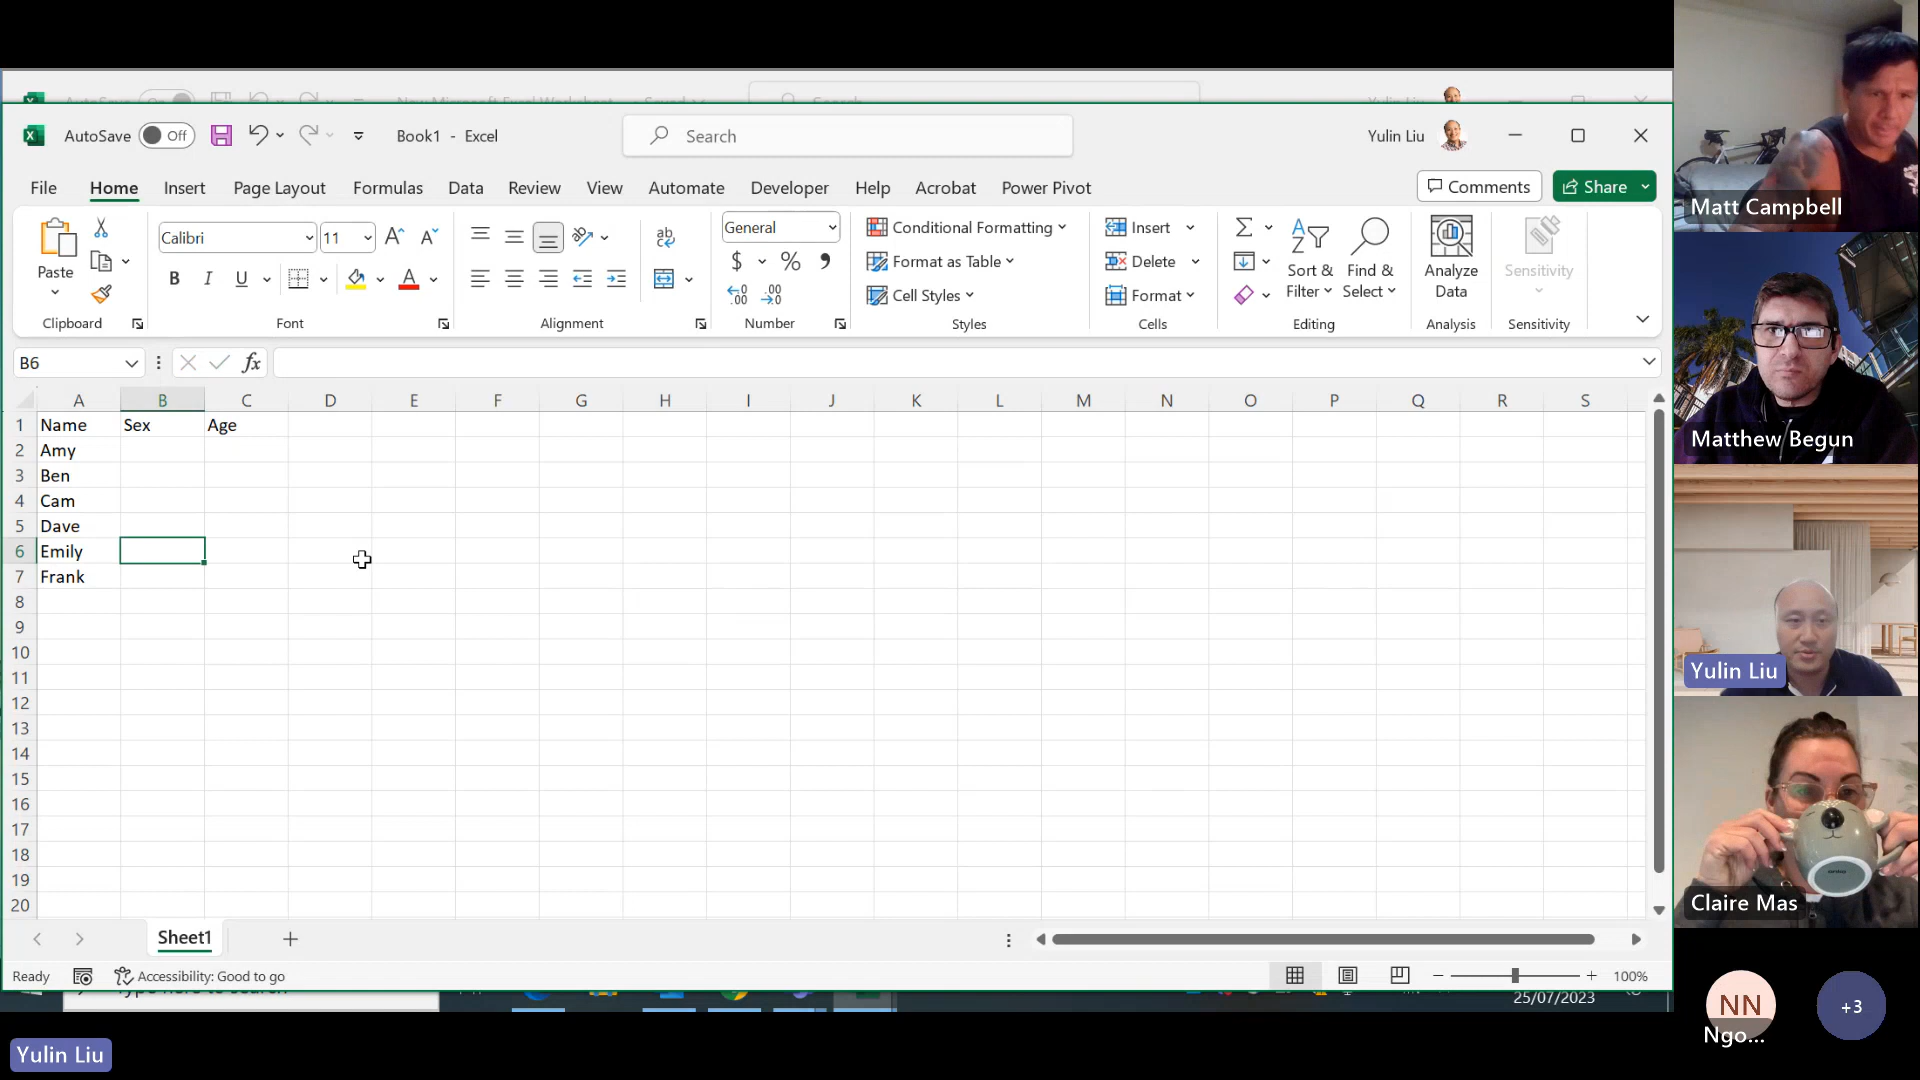 AutoSave Off Book1 - Excel Search Yulin Liu
File Home Insert Page Layout Formulas Data Review View Automate Developer Help Acrobat Power Pivot Comments Share
Paste
Clipboard
Calibri 11
B I U A
Font
ab
Alignment
General
$ % ,
Number
Conditional Formatting
Format as Table
Cell Styles
Styles
Insert
Delete
Format
Cells
Sort & Filter
Find & Select
Editing
Analyze Data
Analysis
Sensitivity
Sensitivity
B6 fx
A B C D E F G H I J K L M N O P Q R S
1 Name Sex Age
2 Amy
3 Ben
4 Cam
5 Dave
6 Emily
7 Frank
8
9
10
11
12
13
14
15
16
17
18
19
20
Sheet1
Ready Accessibility: Good to go 100%
25/07/2023
Yulin Liu
Matt Campbell
Matthew Begun
Yulin Liu
Claire Mas
NN
Ngo...
+3